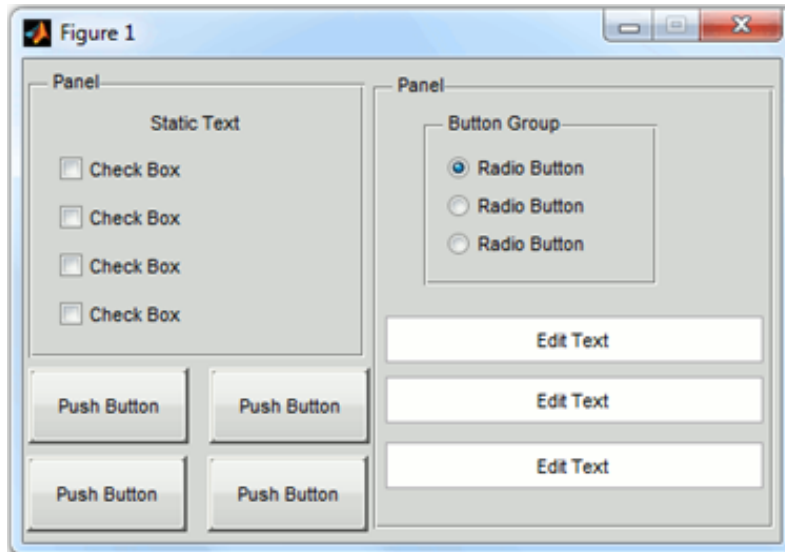 Figure 1
Panel
Static Text
Check Box
Check Box
Check Box
Check Box
Push Button Push Button
Push Button Push Button
Panel
Button Group
Radio Button
Radio Button
Radio Button
Edit Text
Edit Text
Edit Text